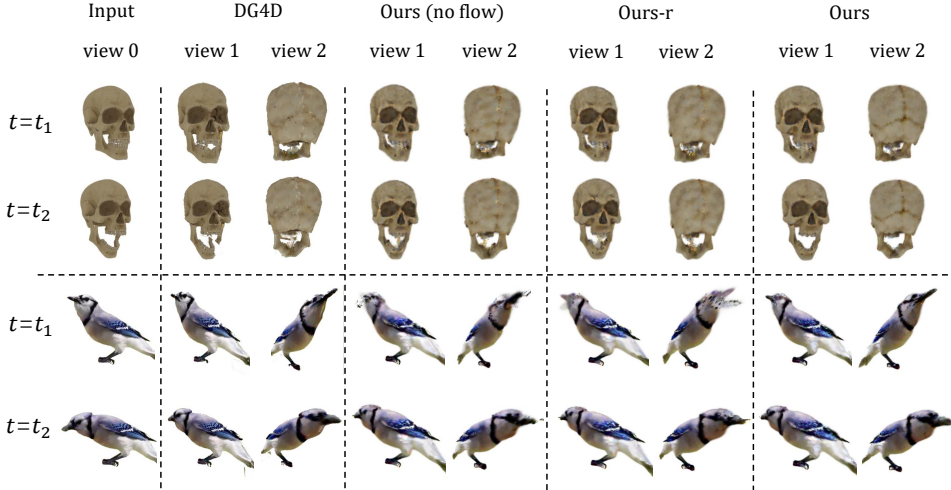 Input DG4D Ours (no flow) Ours-r Ours
view 0 view 1 view 2 view 1 view 2 view 1 view 2 view 1 view 2
t=t₁
t=t₂
t=t₁
t=t₂